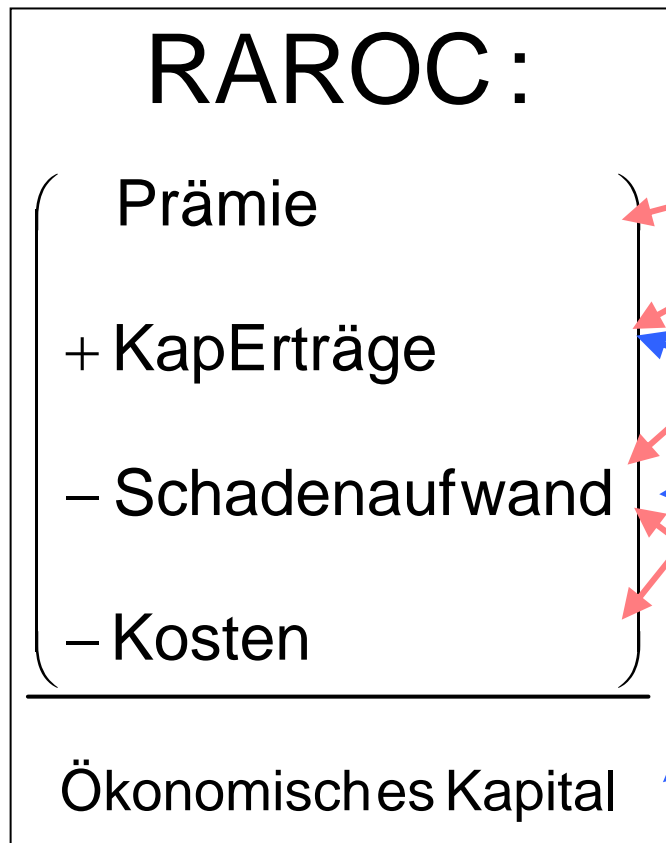 RAROC:
Prämie
+ KapErträge
– Schadenaufwand
– Kosten
Ökonomisches Kapital